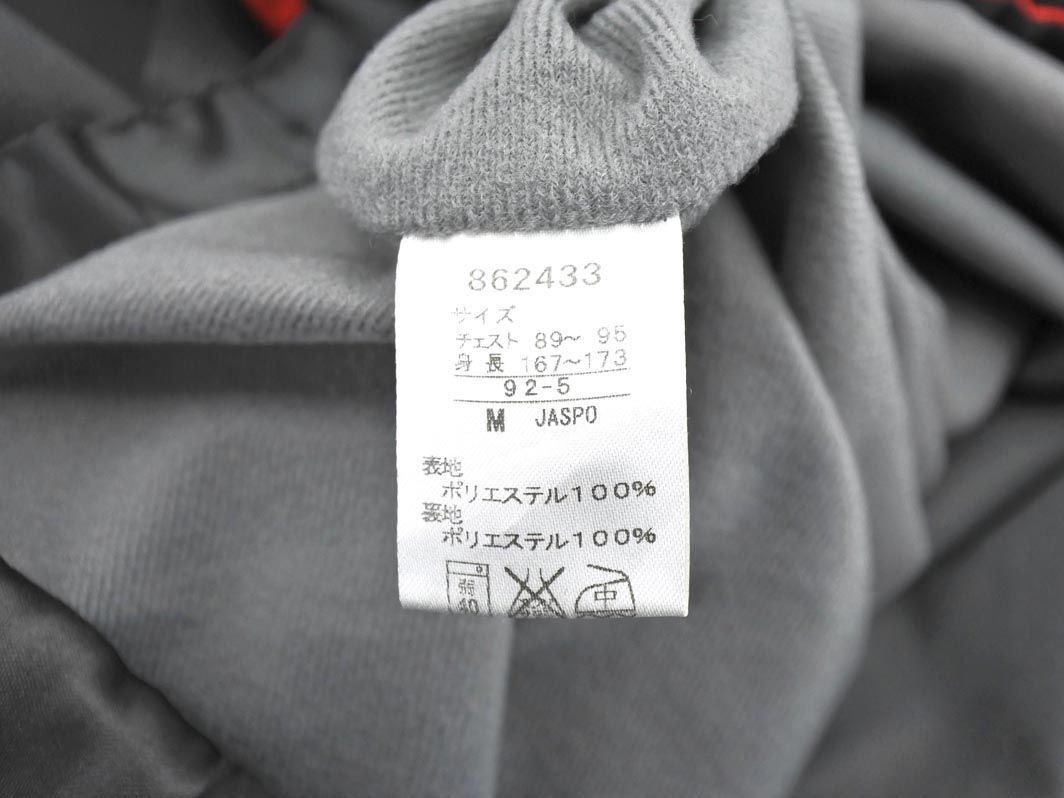 862433
サイズ
チェスト 89～ 95
身長 167～173
92-5
M JASPO
表地
ポリエステル100%
裏地
ポリエステル100%
弱
40
中